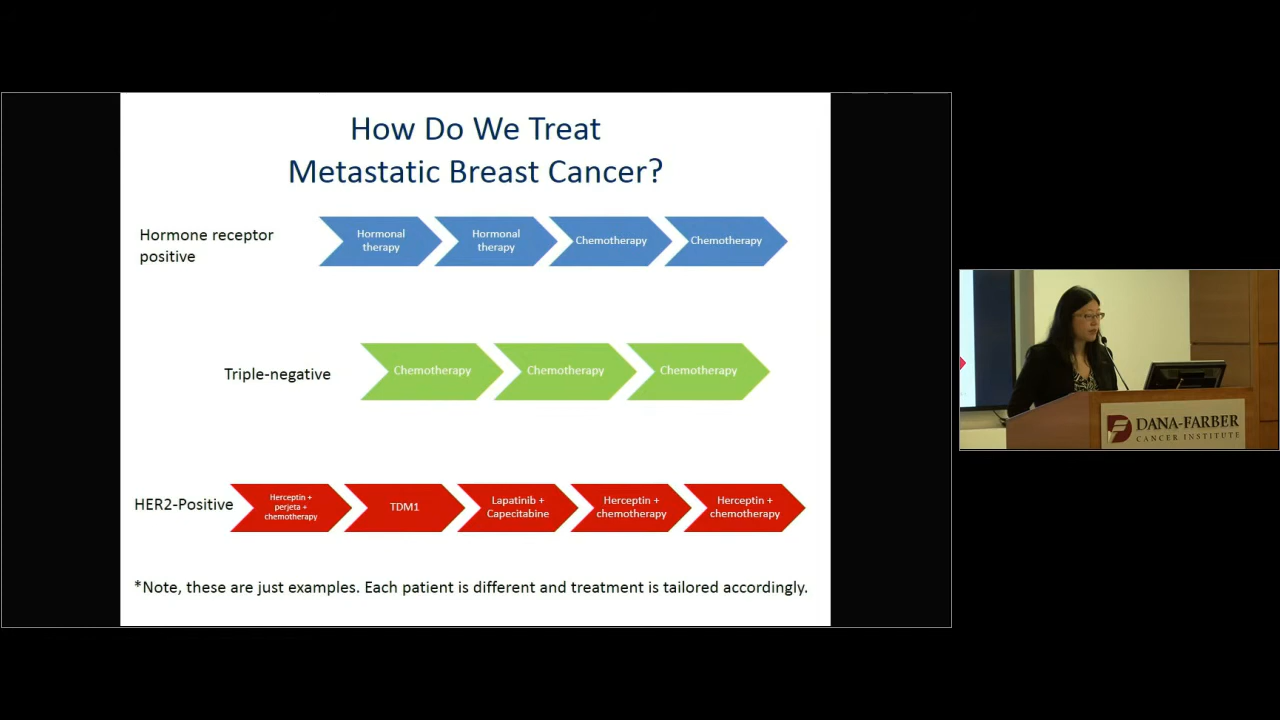 How Do We Treat
Metastatic Breast Cancer?
Hormone receptor
positive
Hormonal
therapy
Hormonal
therapy
Chemotherapy
Chemotherapy
Triple-negative
Chemotherapy
Chemotherapy
Chemotherapy
HER2-Positive
Herceptin +
perjeta +
chemotherapy
TDM1
Lapatinib +
Capecitabine
Herceptin +
chemotherapy
Herceptin +
chemotherapy
*Note, these are just examples. Each patient is different and treatment is tailored accordingly.
DANA-FARBER
CANCER INSTITUTE